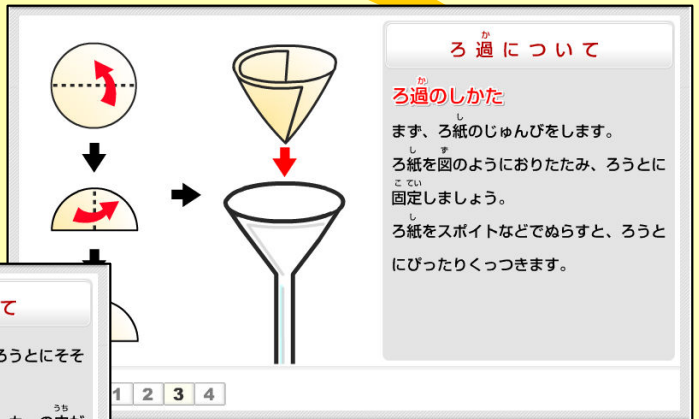 ろ過について
ろ過のしかた
まず、ろ紙のじゅんびをします。
ろ紙を図のようにおりたたみ、ろうとに
固定しましょう。
ろ紙をスポイトなどでぬらすと、ろうと
にぴったりくっつきます。
1 2 3 4
て
ろうとにそそ